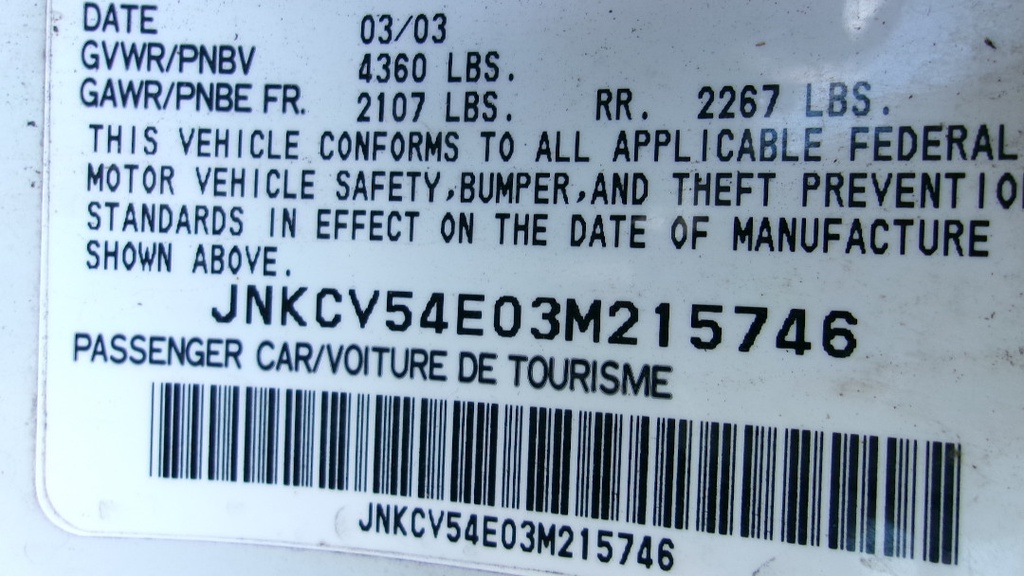 DATE 03/03
GVWR/PNBV 4360 LBS.
GAWR/PNBE FR. 2107 LBS. RR. 2267 LBS.
THIS VEHICLE CONFORMS TO ALL APPLICABLE FEDERAL
MOTOR VEHICLE SAFETY,BUMPER,AND THEFT PREVENTIO
STANDARDS IN EFFECT ON THE DATE OF MANUFACTURE
SHOWN ABOVE.
JNKCV54E03M215746
PASSENGER CAR/VOITURE DE TOURISME
JNKCV54E03M215746